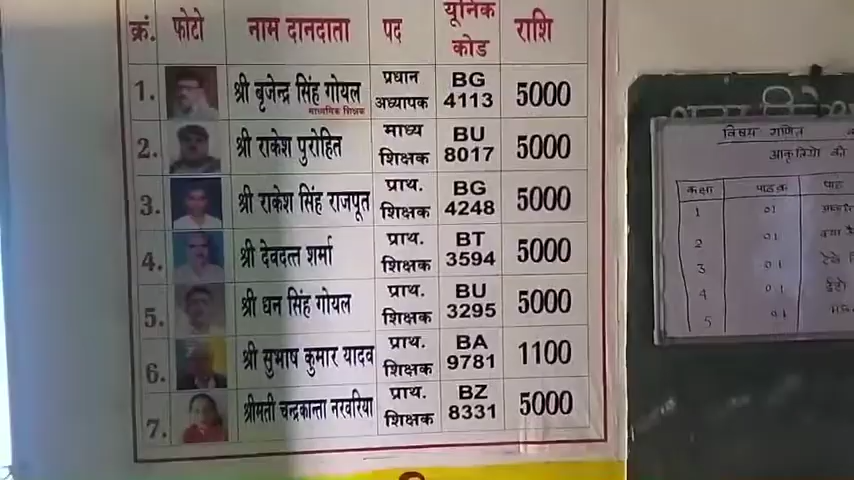 क्रं. फोटो नाम दानदाता पद यूनिक कोड राशि
1. श्री बृजेन्द्र सिंह गोयल माध्यमिक शिक्षक प्रधान अध्यापक BG 4113 5000
2. श्री राकेश पुरोहित माध्य शिक्षक BU 8017 5000
3. श्री राकेश सिंह राजपूत प्राथ. शिक्षक BG 4248 5000
4. श्री देवदत्त शर्मा प्राथ. शिक्षक BT 3594 5000
5. श्री धन सिंह गोयल प्राथ. शिक्षक BU 3295 5000
6. श्री सुभाष कुमार यादव प्राथ. शिक्षक BA 9781 1100
7. श्रीमती चन्द्रकान्ता नरवरिया प्राथ. शिक्षक BZ 8331 5000
विषय गणित
आकृतियो की
कक्षा पाठ क्र पाठ
1 01
2 01
3 01
4 01
5 01